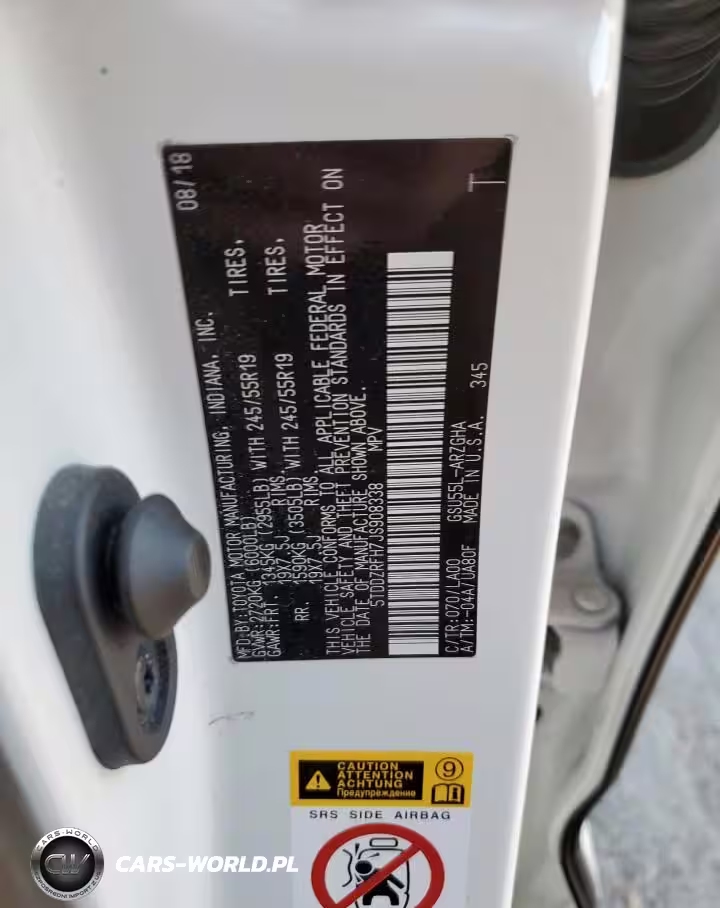 MFD.BY:TOYOTA MOTOR MANUFACTURING, INDIANA, INC. 08/18
GVWR:2720KG (6000LB)
GAWR:FRT. 1345KG (2955LB) WITH 245/55R19 TIRES,
19X7.5J RIMS,
RR. 1590KG (3505LB) WITH 245/55R19 TIRES,
19X7.5J RIMS.
THIS VEHICLE CONFORMS TO ALL APPLICABLE FEDERAL MOTOR
VEHICLE SAFETY AND THEFT PREVENTION STANDARDS IN EFFECT ON
THE DATE OF MANUFACTURE SHOWN ABOVE.
5TDDZRFH7JS908338 MPV
T
C/TR:070/LA00 GSU55L-ARZGHA
A/TM:-04A/UA80F MADE IN U.S.A. 345
CAUTION
ATTENTION
ACHTUNG
Предупреждение
9
SRS SIDE AIRBAG
CARS-WORLD
CW
CARS-WORLD.PL